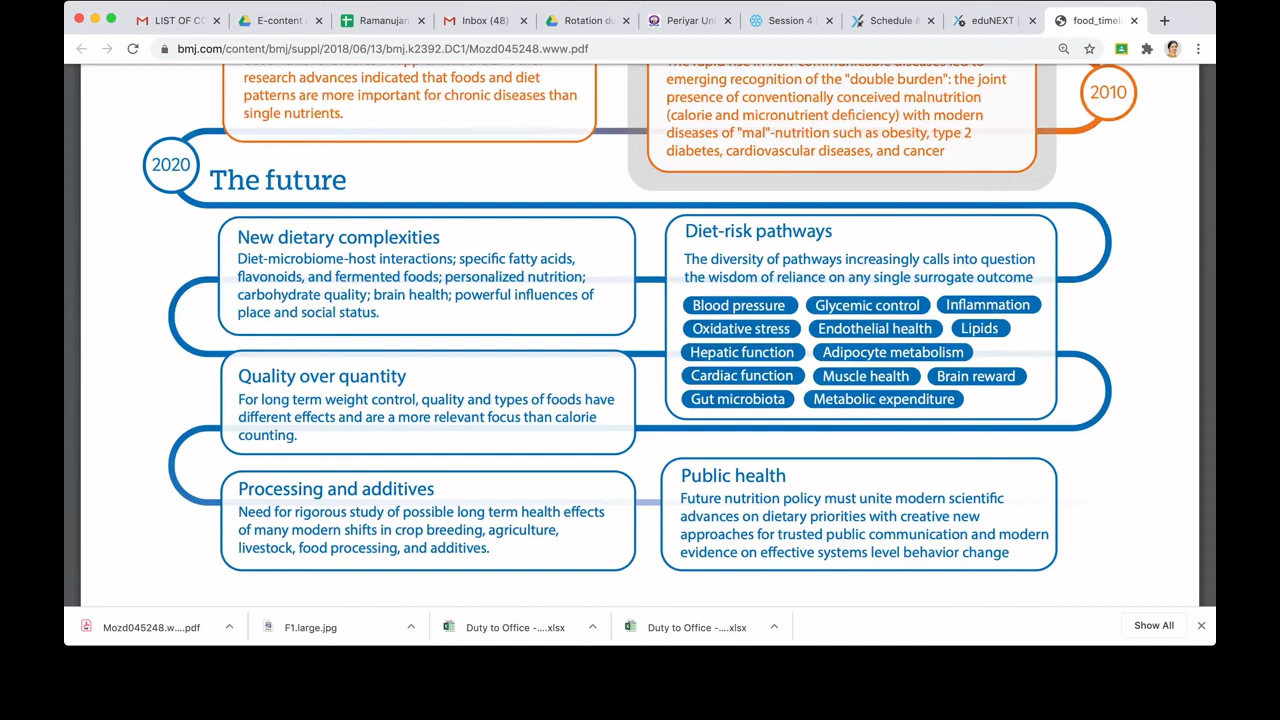 LIST OF CO
E-content a
Ramanujan
Inbox (48)
Rotation du
Periyar Uni
Session 4 |
Schedule &
eduNEXT |
food_timeli
bmj.com/content/bmj/suppl/2018/06/13/bmj.k2392.DC1/Mozd045248.www.pdf
research advances indicated that foods and diet
patterns are more important for chronic diseases than
single nutrients.
The rapid rise in non-communicable diseases led to
emerging recognition of the "double burden": the joint
presence of conventionally conceived malnutrition
(calorie and micronutrient deficiency) with modern
diseases of "mal"-nutrition such as obesity, type 2
diabetes, cardiovascular diseases, and cancer
2010
2020
The future
New dietary complexities
Diet-microbiome-host interactions; specific fatty acids,
flavonoids, and fermented foods; personalized nutrition;
carbohydrate quality; brain health; powerful influences of
place and social status.
Diet-risk pathways
The diversity of pathways increasingly calls into question
the wisdom of reliance on any single surrogate outcome
Blood pressure
Glycemic control
Inflammation
Oxidative stress
Endothelial health
Lipids
Hepatic function
Adipocyte metabolism
Cardiac function
Muscle health
Brain reward
Gut microbiota
Metabolic expenditure
Quality over quantity
For long term weight control, quality and types of foods have
different effects and are a more relevant focus than calorie
counting.
Processing and additives
Need for rigorous study of possible long term health effects
of many modern shifts in crop breeding, agriculture,
livestock, food processing, and additives.
Public health
Future nutrition policy must unite modern scientific
advances on dietary priorities with creative new
approaches for trusted public communication and modern
evidence on effective systems level behavior change
Mozd045248.w....pdf
F1.large.jpg
Duty to Office -....xlsx
Duty to Office -....xlsx
Show All